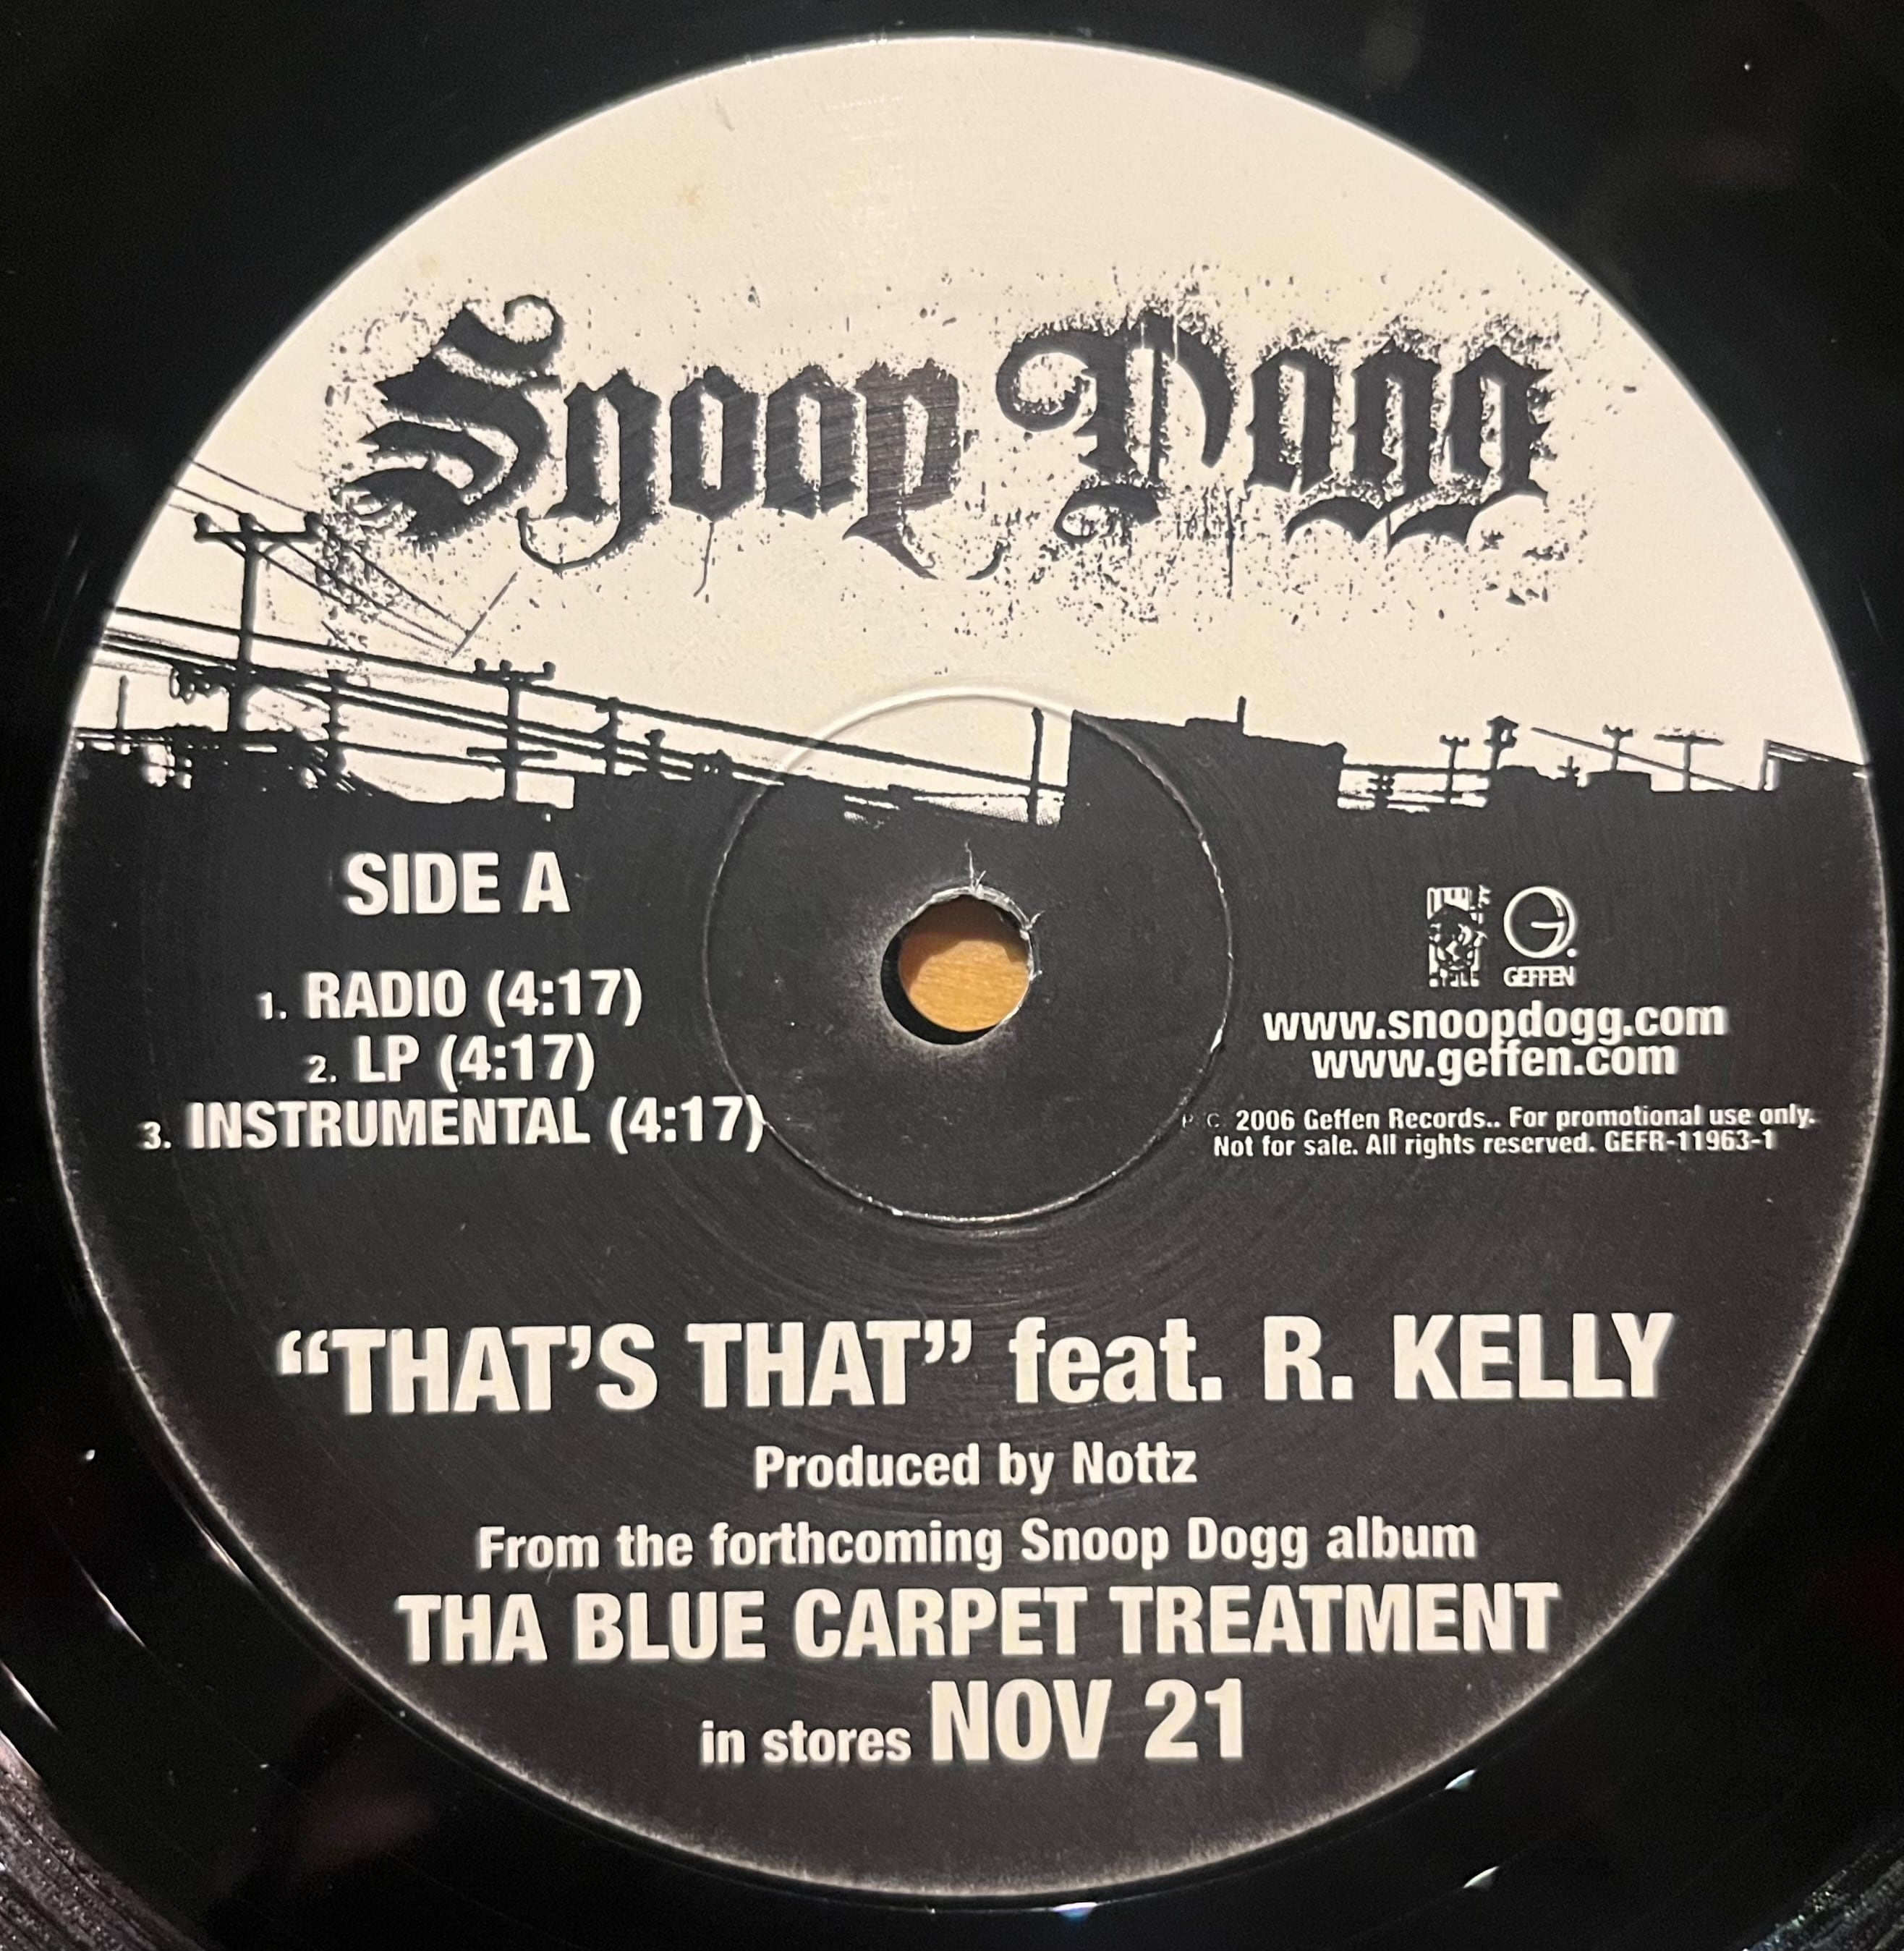 Snoop Dogg
SIDE A
1. RADIO (4:17)
2. LP (4:17)
3. INSTRUMENTAL (4:17)
GEFFEN
www.snoopdogg.com
www.geffen.com
P C 2006 Geffen Records.. For promotional use only.
Not for sale. All rights reserved. GEFR-11963-1
“THAT’S THAT” feat. R. KELLY
Produced by Nottz
From the forthcoming Snoop Dogg album
THA BLUE CARPET TREATMENT
in stores NOV 21